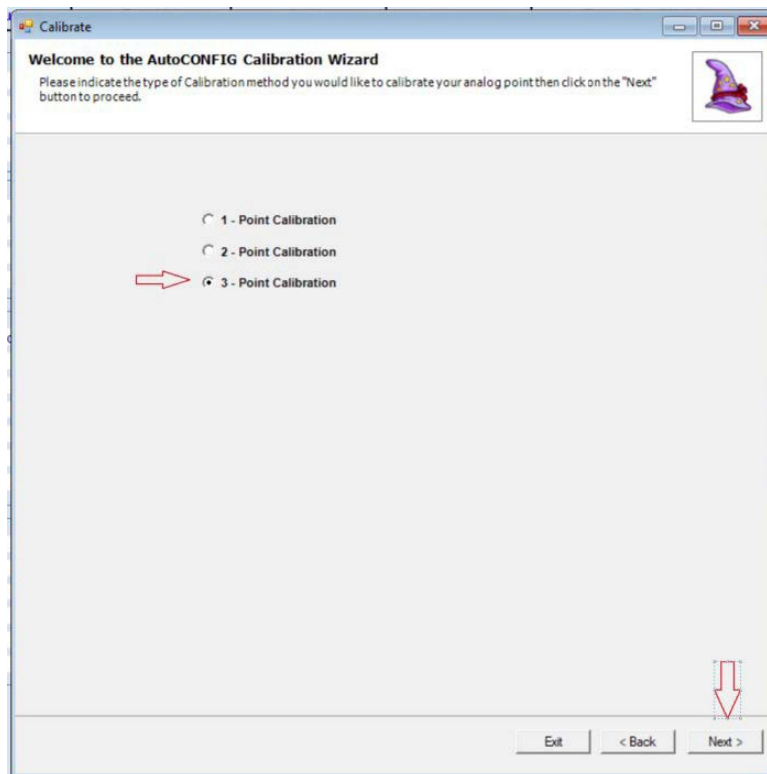 Calibrate
Welcome to the AutoCONFIG Calibration Wizard
Please indicate the type of Calibration method you would like to calibrate your analog point then click on the "Next"
button to proceed.
1 - Point Calibration
2 - Point Calibration
3 - Point Calibration
Exit
< Back
Next >